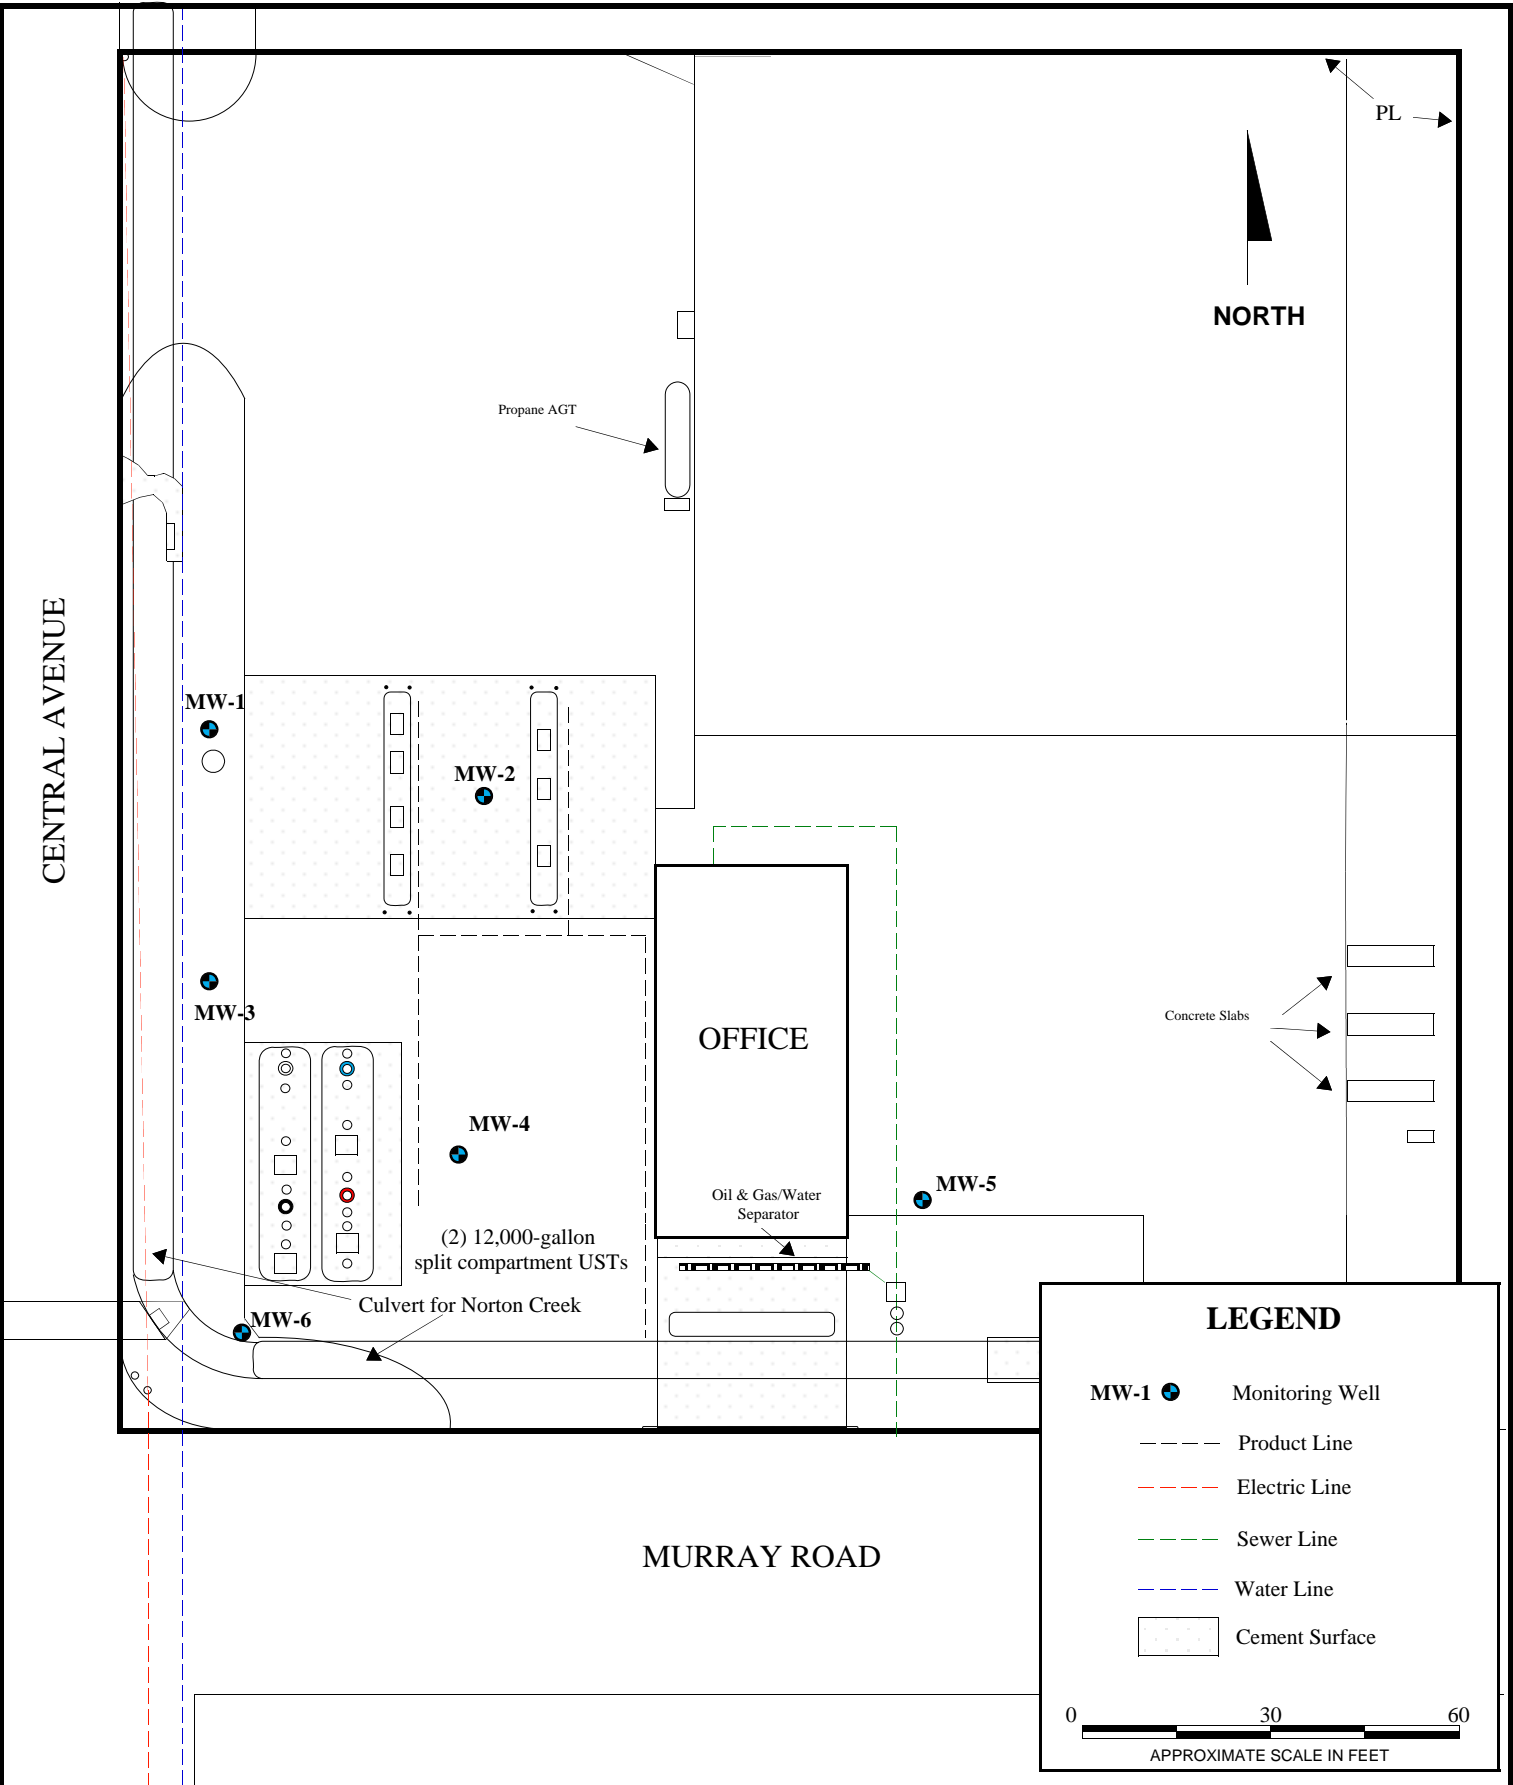 PL
NORTH
Propane AGT
CENTRAL AVENUE
MW-1
MW-2
MW-3
OFFICE
Concrete Slabs
MW-4
MW-5
Oil & Gas/Water
Separator
(2) 12,000-gallon
split compartment USTs
Culvert for Norton Creek
MW-6
MURRAY ROAD
LEGEND
MW-1 Monitoring Well
Product Line
Electric Line
Sewer Line
Water Line
Cement Surface
0 30 60
APPROXIMATE SCALE IN FEET